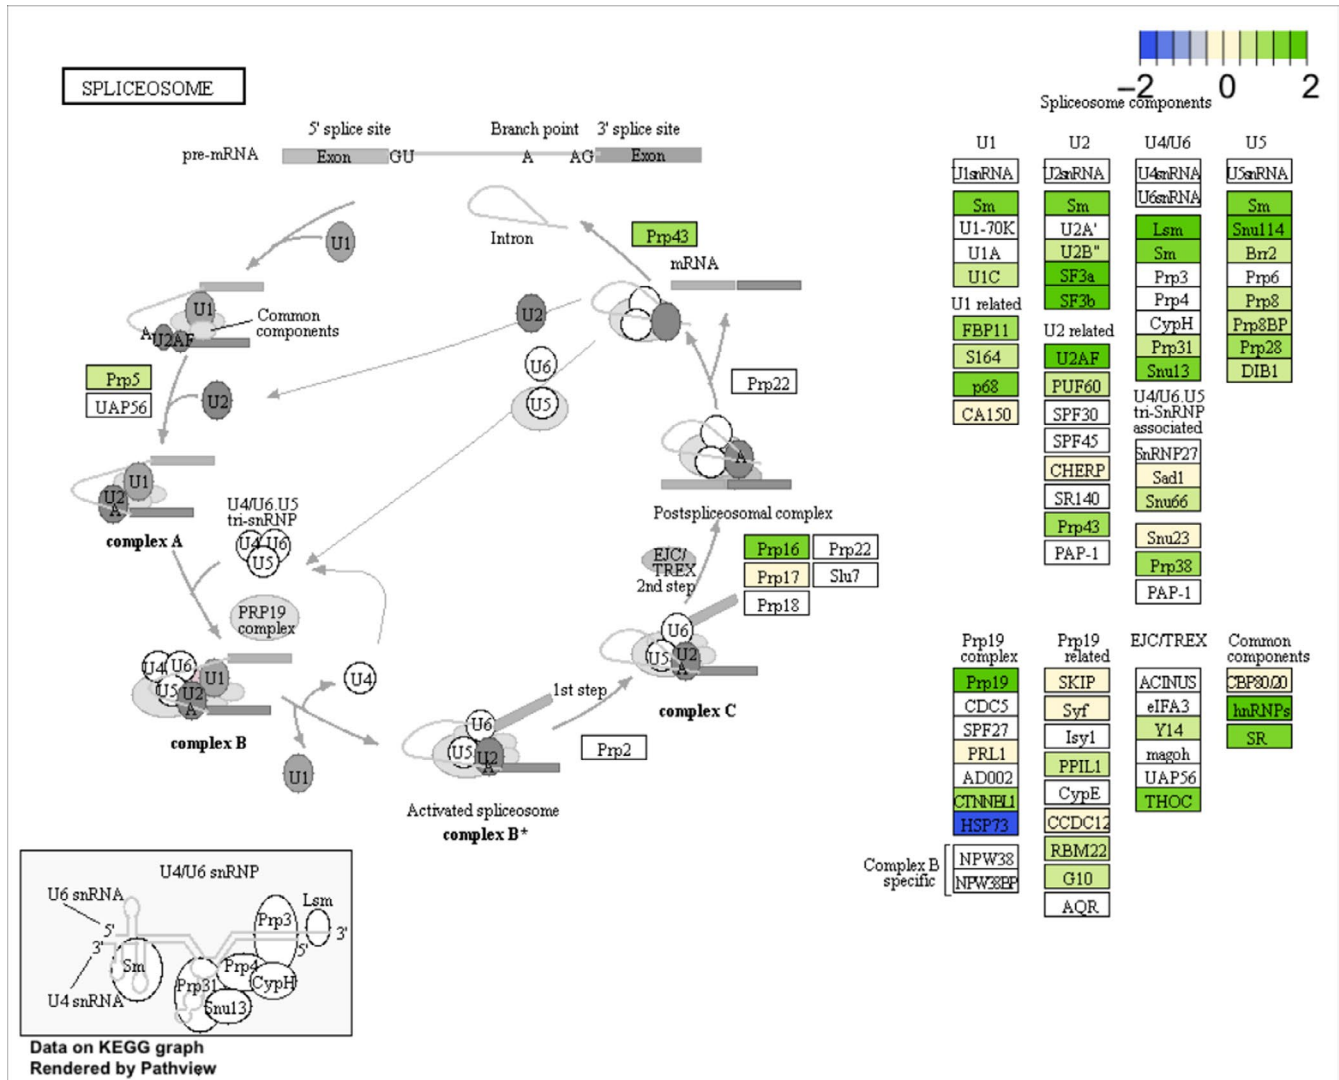 SPLICEOSOME
−2 0 2
Spliceosome components
5' splice site
Branch point
3' splice site
pre-mRNA
Exon
GU
A
AG
Exon
U1
Intron
Prp43
mRNA
U1
A
U2AF
Common
components
U2
U6
U5
Prp5
UAP56
U2
Prp22
U1
U2
A
complex A
U4/U6.U5
tri-snRNP
U4
U6
U5
A
Postspliceosomal complex
PRP19
complex
EJC/
TREX
2nd step
Prp16
Prp22
Prp17
Slu7
Prp18
U4
U6
U5
U1
U2
A
complex B
U4
U1
U6
U5
U2
A
1st step
Activated spliceosome
complex B*
Prp2
U6
U5
U2
A
complex C
U1
U1snRNA
Sm
U1-70K
U1A
U1C
U1 related
FBP11
S164
p68
CA150
U2
U2snRNA
Sm
U2A'
U2B"
SF3a
SF3b
U2 related
U2AF
PUF60
SPF30
SPF45
CHERP
SR140
Prp43
PAP-1
U4/U6
U4snRNA
U6snRNA
Lsm
Sm
Prp3
Prp4
CypH
Prp31
Snu13
U4/U6.U5
tri-SnRNP
associated
SnRNP27
Sad1
Snu66
Snu23
Prp38
PAP-1
U5
U5snRNA
Sm
Snu114
Brr2
Prp6
Prp8
Prp8BP
Prp28
DIB1
Prp19
complex
Prp19
CDC5
SPF27
PRL1
AD002
CTNNBL1
HSP73
Complex B
specific
NPW38
NPW38BP
Prp19
related
SKIP
Syf
Isy1
PPIL1
CypE
CCDC12
RBM22
G10
AQR
EJC/TREX
ACINUS
eIFA3
Y14
magoh
UAP56
THOC
Common
components
CBP80/20
hnRNPs
SR
U4/U6 snRNP
U6 snRNA
5'
3'
Sm
U4 snRNA
Prp31
Snu13
Prp4
CypH
Prp3
Lsm
3'
5'
Data on KEGG graph
Rendered by Pathview